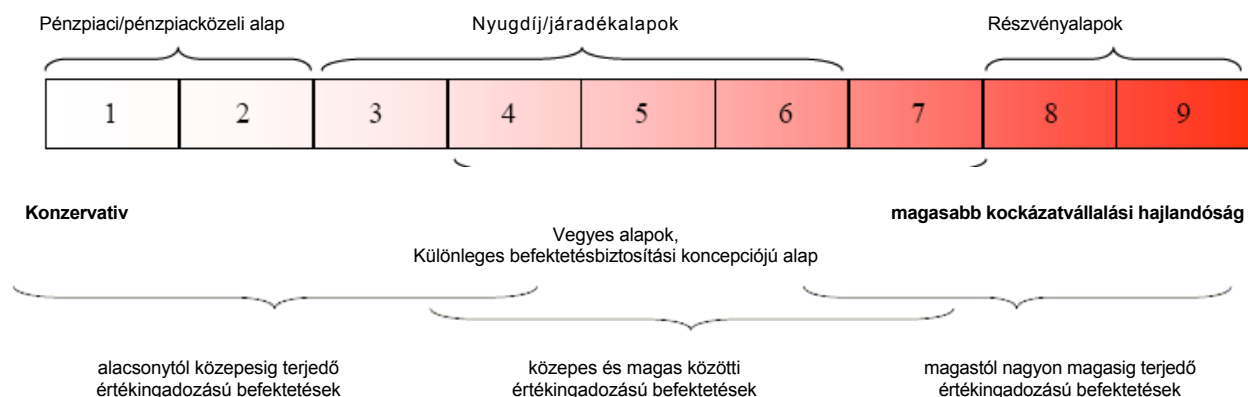 Pénzpiaci/pénzpiacközeli alap Nyugdíj/járadékalapok Részvényalapok
1 2 3 4 5 6 7 8 9
Konzervativ magasabb kockázatvállalási hajlandóság
Vegyes alapok,
Különleges befektetésbiztosítási koncepciójú alap
alacsonytól közepesig terjedő
értékingadozású befektetések
közepes és magas közötti
értékingadozású befektetések
magastól nagyon magasig terjedő
értékingadozású befektetések